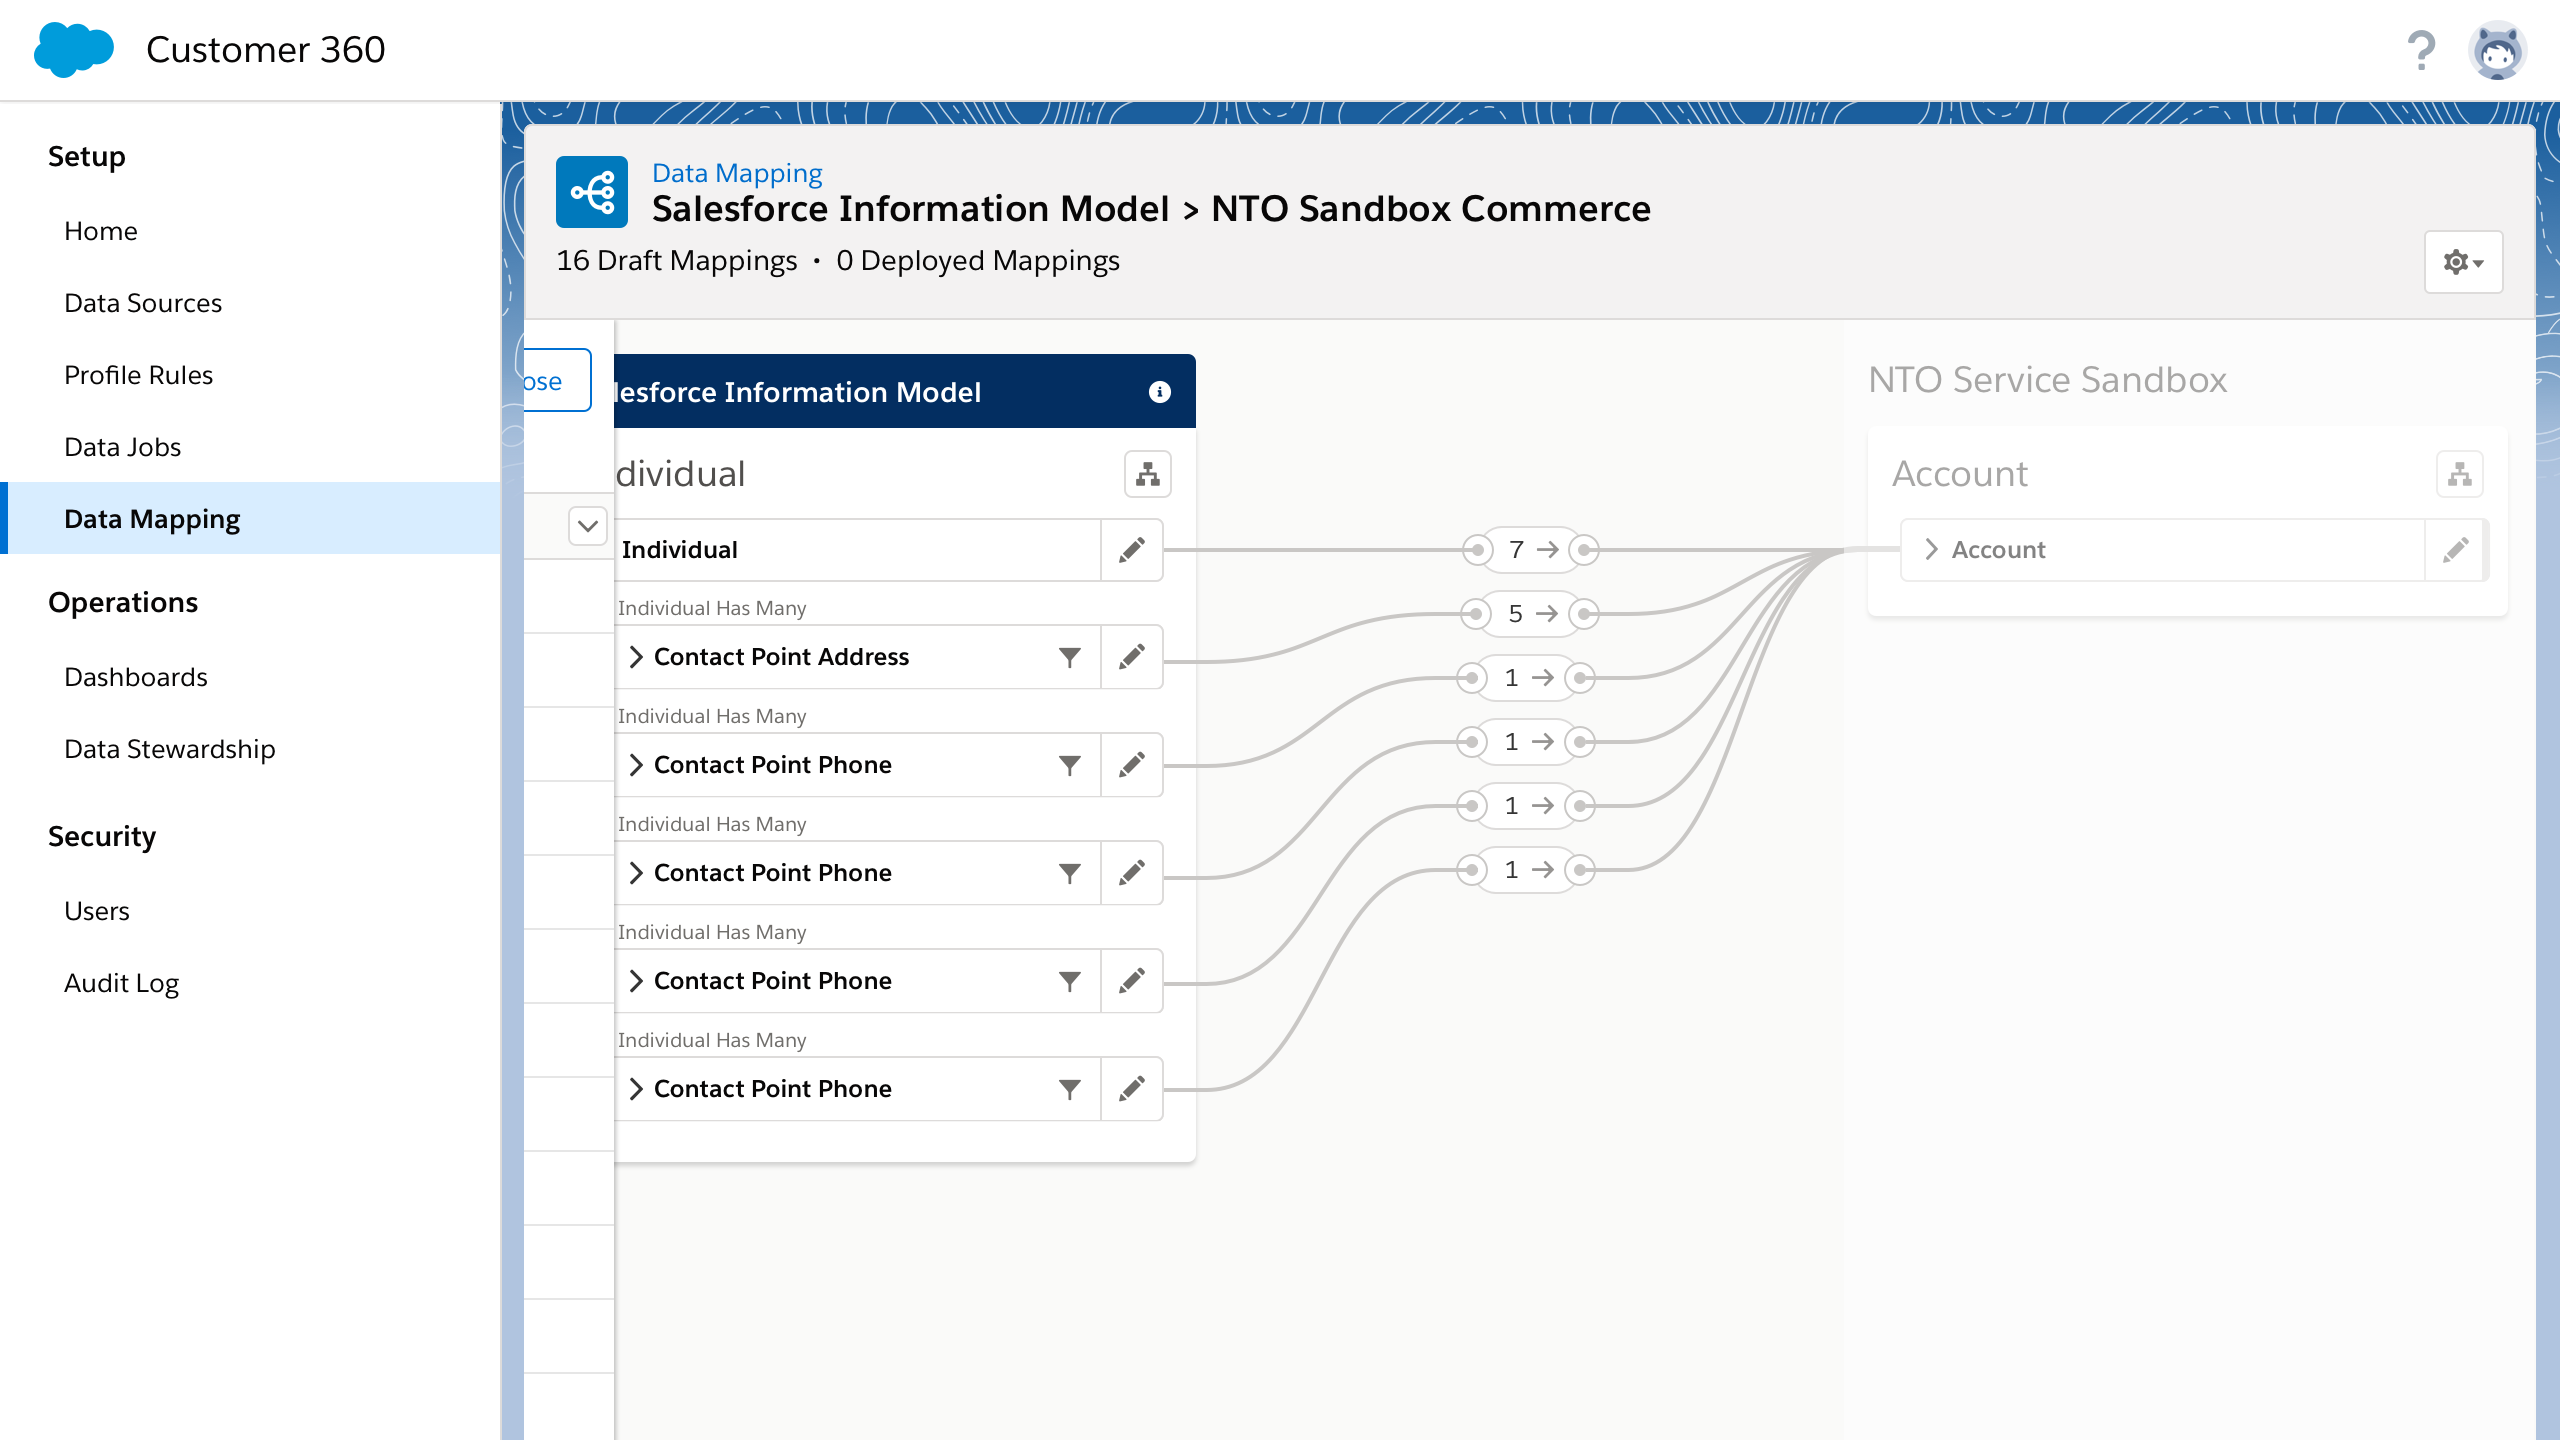 Customer 360
?
Setup
Home
Data Sources
Profile Rules
Data Jobs
Data Mapping
Operations
Dashboards
Data Stewardship
Security
Users
Audit Log
Data Mapping
Salesforce Information Model > NTO Sandbox Commerce
16 Draft Mappings • 0 Deployed Mappings
ose
lesforce Information Model
dividual
Individual
Individual Has Many
Contact Point Address
Individual Has Many
Contact Point Phone
Individual Has Many
Contact Point Phone
Individual Has Many
Contact Point Phone
Individual Has Many
Contact Point Phone
7 →
5 →
1 →
1 →
1 →
1 →
NTO Service Sandbox
Account
Account